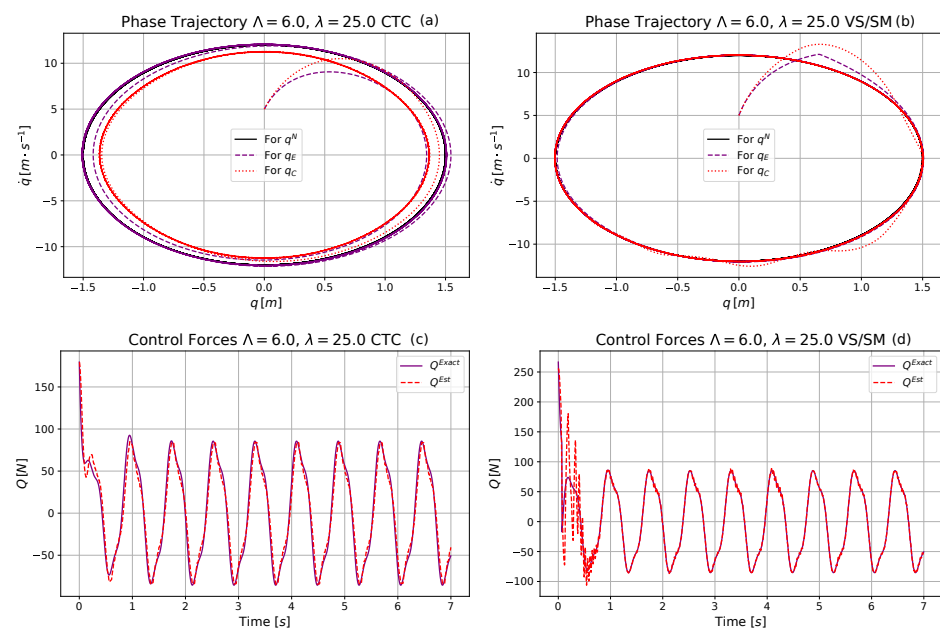 Phase Trajectory Λ = 6.0, λ = 25.0 CTC (a)
10
5
0
−5
−10
q̇ [m · s⁻¹]
For q^N
For q_E
For q_C
−1.5 −1.0 −0.5 0.0 0.5 1.0 1.5
q [m]
Phase Trajectory Λ = 6.0, λ = 25.0 VS/SM (b)
10
5
0
−5
−10
q̇ [m · s⁻¹]
For q^N
For q_E
For q_C
−1.5 −1.0 −0.5 0.0 0.5 1.0 1.5
q [m]
Control Forces Λ = 6.0, λ = 25.0 CTC (c)
150
100
50
0
−50
Q [N]
Q^Exact
Q^Est
0 1 2 3 4 5 6 7
Time [s]
Control Forces Λ = 6.0, λ = 25.0 VS/SM (d)
250
200
150
100
50
0
−50
−100
Q [N]
Q^Exact
Q^Est
0 1 2 3 4 5 6 7
Time [s]